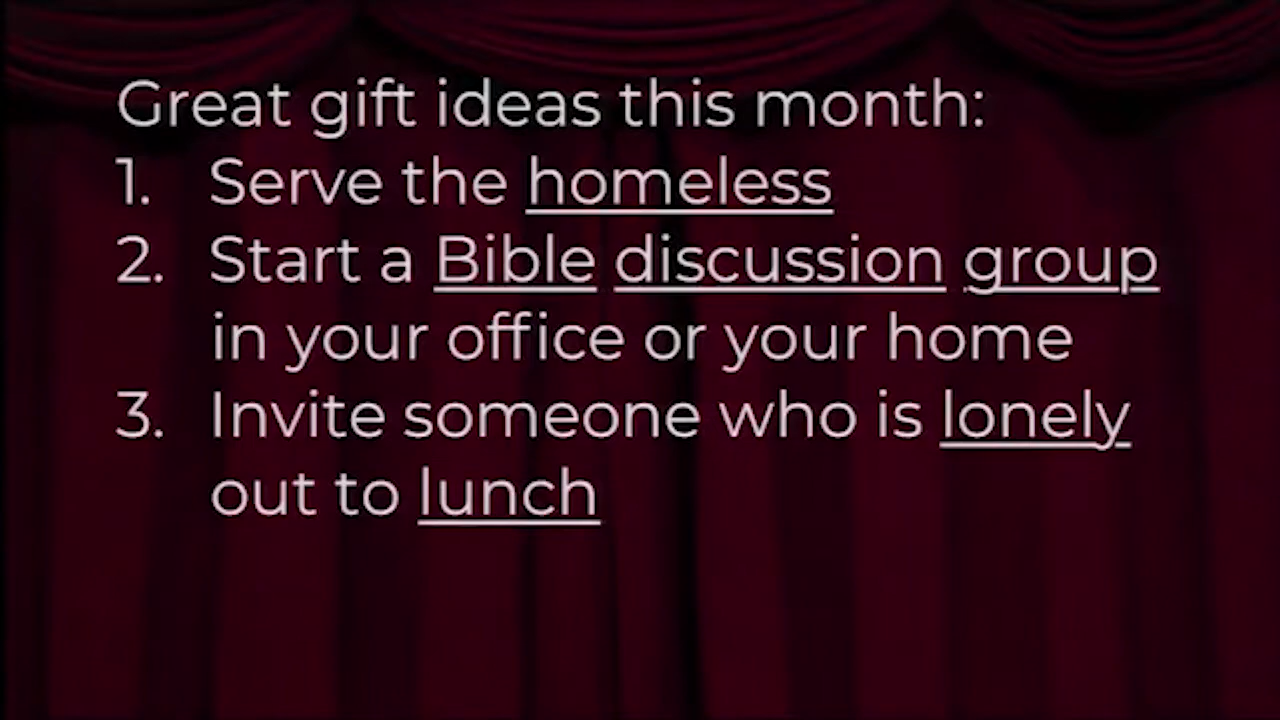 Great gift ideas this month:
1. Serve the homeless
2. Start a Bible discussion group
in your office or your home
3. Invite someone who is lonely
out to lunch